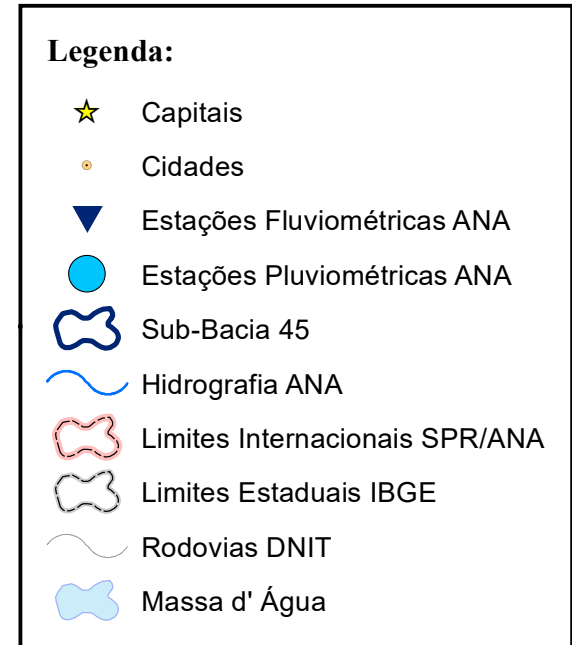 Legenda:
Capitais
Cidades
Estações Fluviométricas ANA
Estações Pluviométricas ANA
Sub-Bacia 45
Hidrografia ANA
Limites Internacionais SPR/ANA
Limites Estaduais IBGE
Rodovias DNIT
Massa d' Água